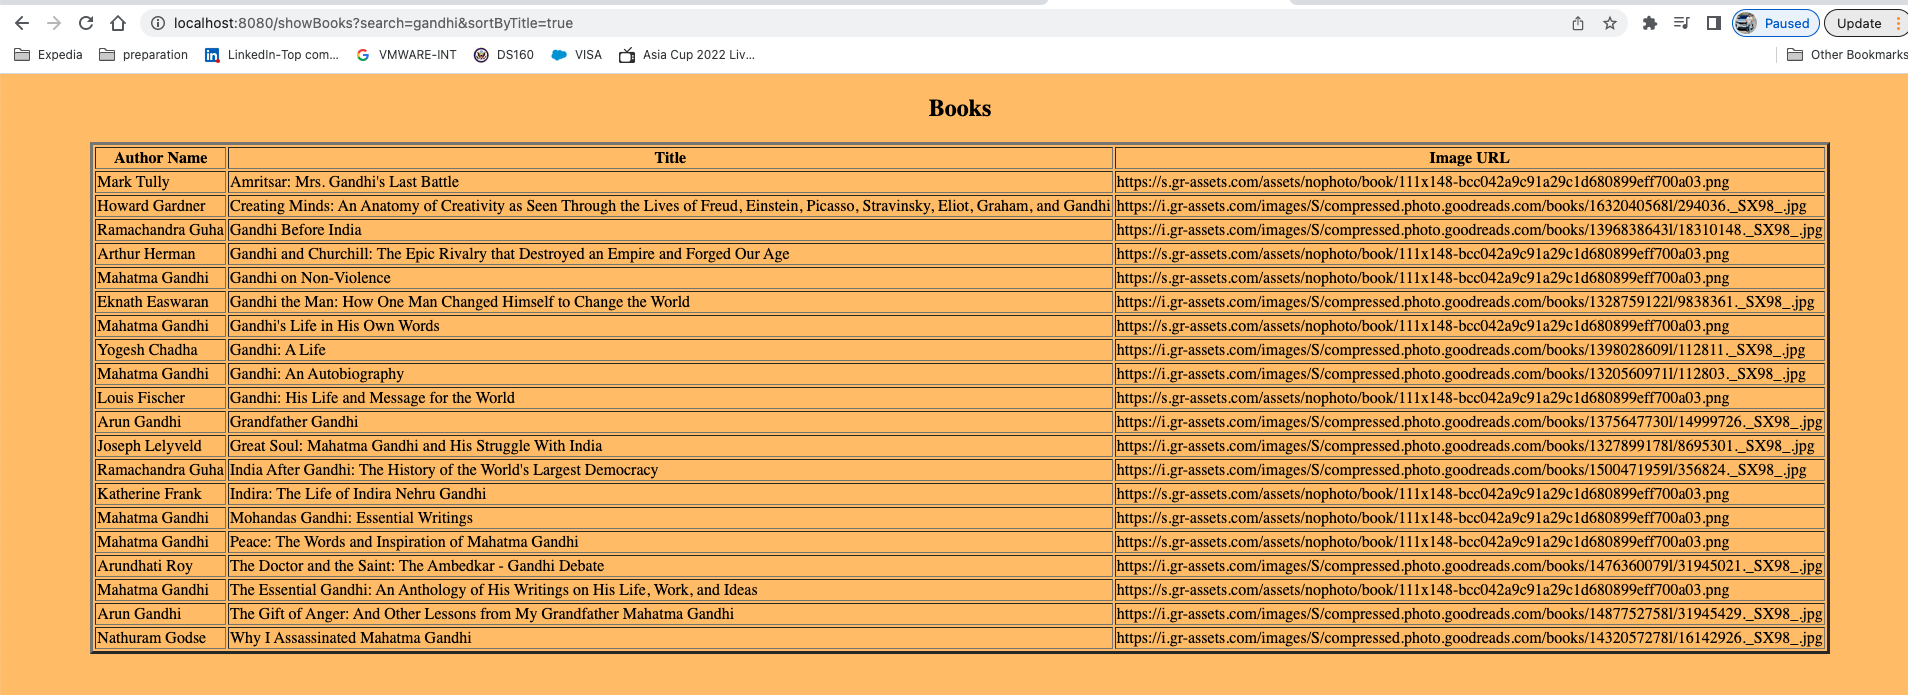 localhost:8080/showBooks?search=gandhi&sortByTitle=true Paused Update
Expedia preparation LinkedIn-Top com... VMWARE-INT DS160 VISA Asia Cup 2022 Liv... Other Bookmarks
Books
Author Name Title Image URL
Mark Tully Amritsar: Mrs. Gandhi's Last Battle https://s.gr-assets.com/assets/nophoto/book/111x148-bcc042a9c91a29c1d680899eff700a03.png
Howard Gardner Creating Minds: An Anatomy of Creativity as Seen Through the Lives of Freud, Einstein, Picasso, Stravinsky, Eliot, Graham, and Gandhi https://i.gr-assets.com/images/S/compressed.photo.goodreads.com/books/1632040568l/294036._SX98_.jpg
Ramachandra Guha Gandhi Before India https://i.gr-assets.com/images/S/compressed.photo.goodreads.com/books/1396838643l/18310148._SX98_.jpg
Arthur Herman Gandhi and Churchill: The Epic Rivalry that Destroyed an Empire and Forged Our Age https://s.gr-assets.com/assets/nophoto/book/111x148-bcc042a9c91a29c1d680899eff700a03.png
Mahatma Gandhi Gandhi on Non-Violence https://s.gr-assets.com/assets/nophoto/book/111x148-bcc042a9c91a29c1d680899eff700a03.png
Eknath Easwaran Gandhi the Man: How One Man Changed Himself to Change the World https://i.gr-assets.com/images/S/compressed.photo.goodreads.com/books/1328759122l/9838361._SX98_.jpg
Mahatma Gandhi Gandhi's Life in His Own Words https://s.gr-assets.com/assets/nophoto/book/111x148-bcc042a9c91a29c1d680899eff700a03.png
Yogesh Chadha Gandhi: A Life https://i.gr-assets.com/images/S/compressed.photo.goodreads.com/books/1398028609l/112811._SX98_.jpg
Mahatma Gandhi Gandhi: An Autobiography https://i.gr-assets.com/images/S/compressed.photo.goodreads.com/books/1320560971l/112803._SX98_.jpg
Louis Fischer Gandhi: His Life and Message for the World https://s.gr-assets.com/assets/nophoto/book/111x148-bcc042a9c91a29c1d680899eff700a03.png
Arun Gandhi Grandfather Gandhi https://i.gr-assets.com/images/S/compressed.photo.goodreads.com/books/1375647730l/14999726._SX98_.jpg
Joseph Lelyveld Great Soul: Mahatma Gandhi and His Struggle With India https://i.gr-assets.com/images/S/compressed.photo.goodreads.com/books/1327899178l/8695301._SX98_.jpg
Ramachandra Guha India After Gandhi: The History of the World's Largest Democracy https://i.gr-assets.com/images/S/compressed.photo.goodreads.com/books/1500471959l/356824._SX98_.jpg
Katherine Frank Indira: The Life of Indira Nehru Gandhi https://s.gr-assets.com/assets/nophoto/book/111x148-bcc042a9c91a29c1d680899eff700a03.png
Mahatma Gandhi Mohandas Gandhi: Essential Writings https://s.gr-assets.com/assets/nophoto/book/111x148-bcc042a9c91a29c1d680899eff700a03.png
Mahatma Gandhi Peace: The Words and Inspiration of Mahatma Gandhi https://s.gr-assets.com/assets/nophoto/book/111x148-bcc042a9c91a29c1d680899eff700a03.png
Arundhati Roy The Doctor and the Saint: The Ambedkar - Gandhi Debate https://i.gr-assets.com/images/S/compressed.photo.goodreads.com/books/1476360079l/31945021._SX98_.jpg
Mahatma Gandhi The Essential Gandhi: An Anthology of His Writings on His Life, Work, and Ideas https://s.gr-assets.com/assets/nophoto/book/111x148-bcc042a9c91a29c1d680899eff700a03.png
Arun Gandhi The Gift of Anger: And Other Lessons from My Grandfather Mahatma Gandhi https://i.gr-assets.com/images/S/compressed.photo.goodreads.com/books/1487752758l/31945429._SX98_.jpg
Nathuram Godse Why I Assassinated Mahatma Gandhi https://i.gr-assets.com/images/S/compressed.photo.goodreads.com/books/1432057278l/16142926._SX98_.jpg